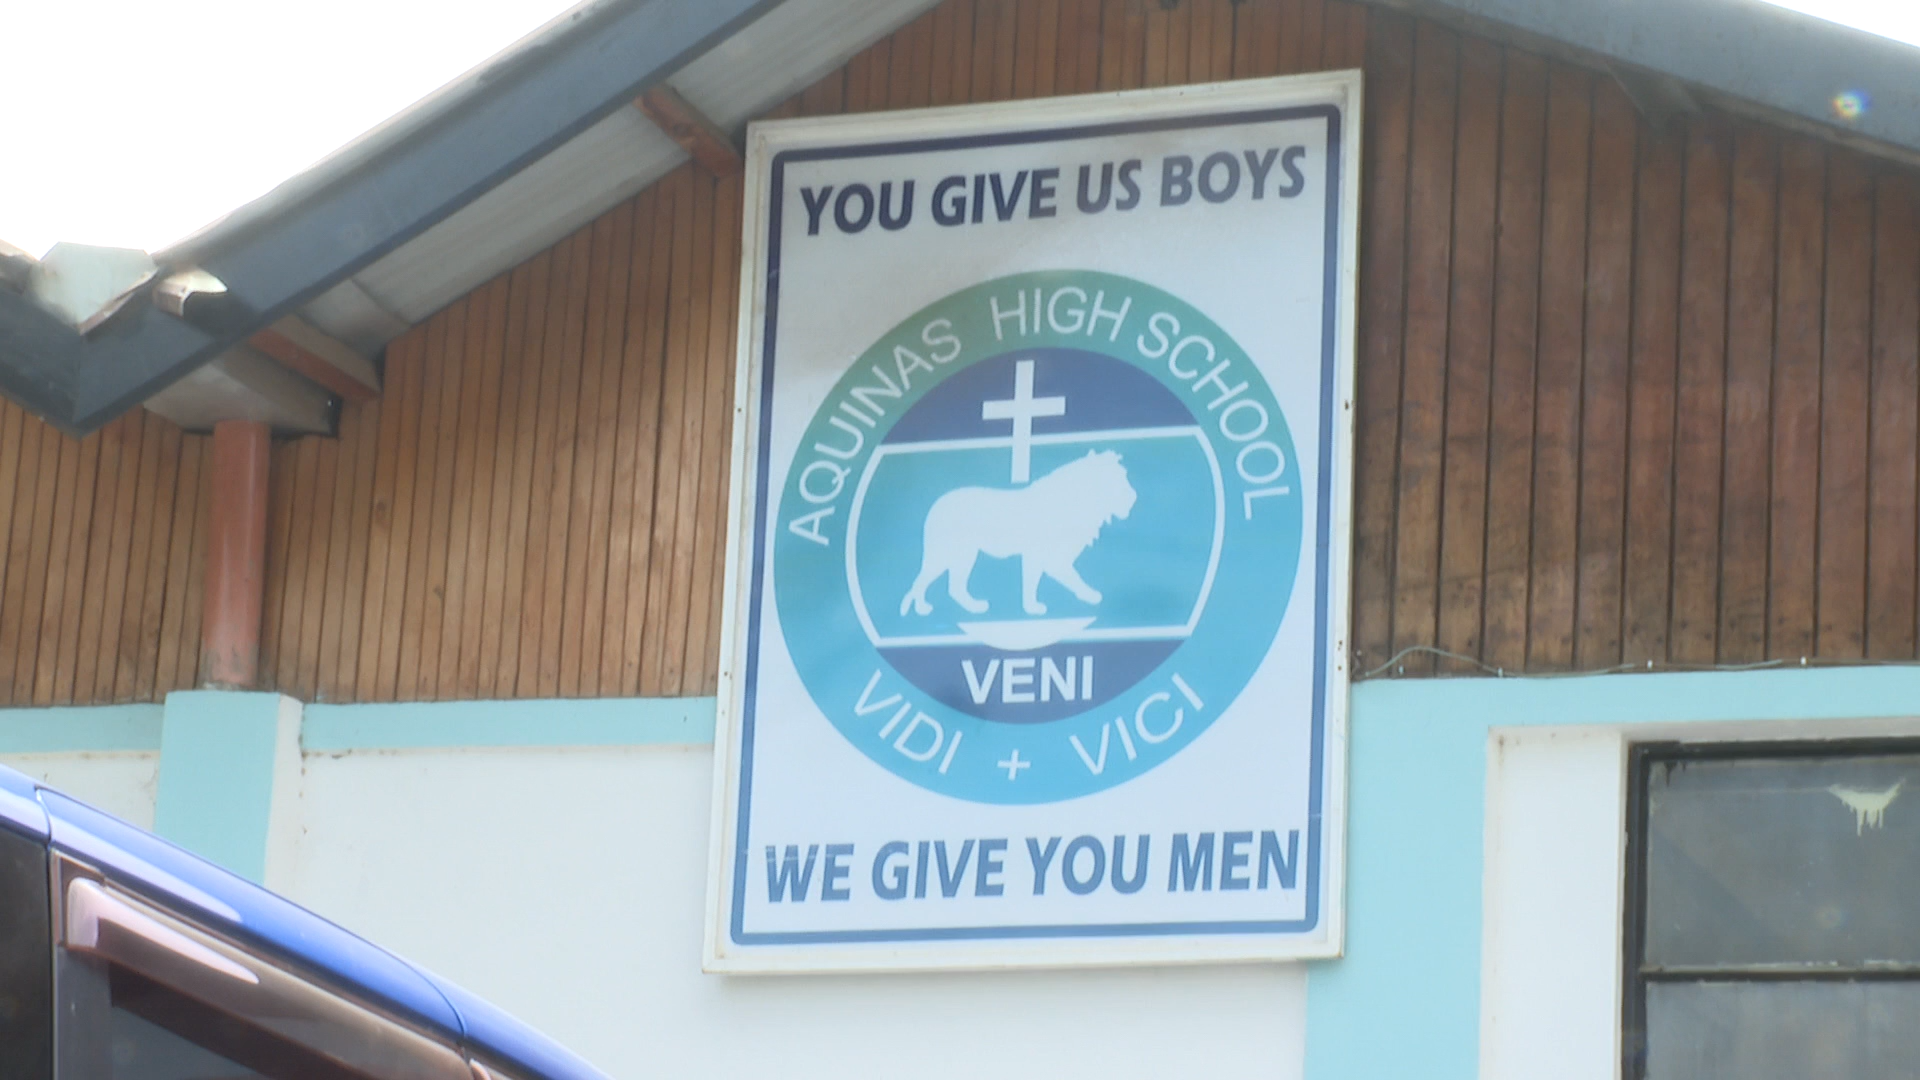 YOU GIVE US BOYS
AQUINAS HIGH SCHOOL
VENI
VIDI + VICI
WE GIVE YOU MEN